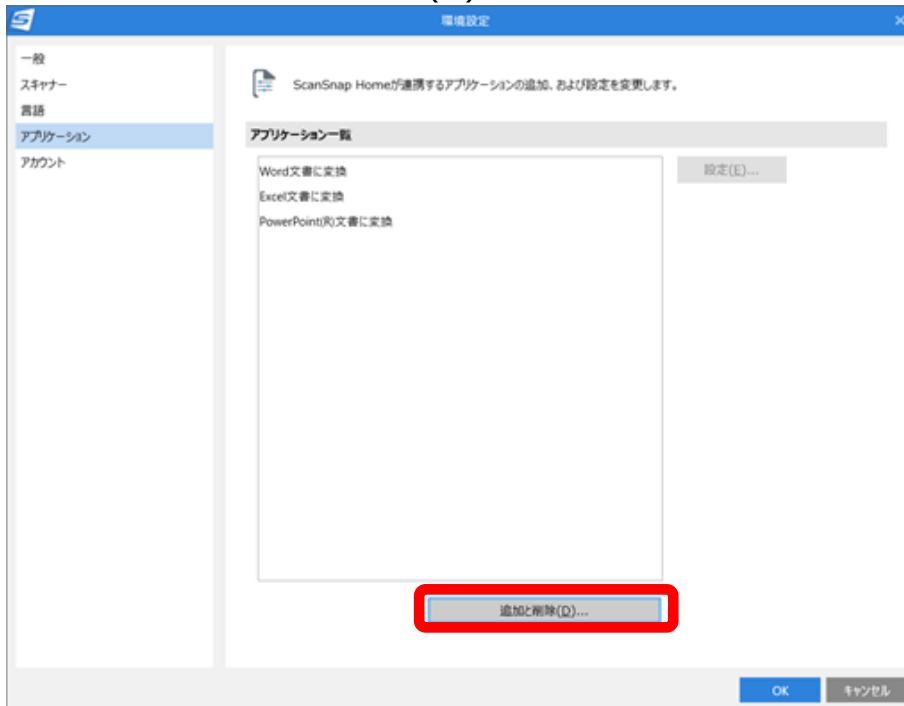 環境設定
一般
スキャナー
言語
アプリケーション
アカウント
ScanSnap Homeが連携するアプリケーションの追加、および設定を変更します。
アプリケーション一覧
Word文書に変換
Excel文書に変換
PowerPoint(R)文書に変換
設定(E)...
追加と削除(D)...
OK
キャンセル